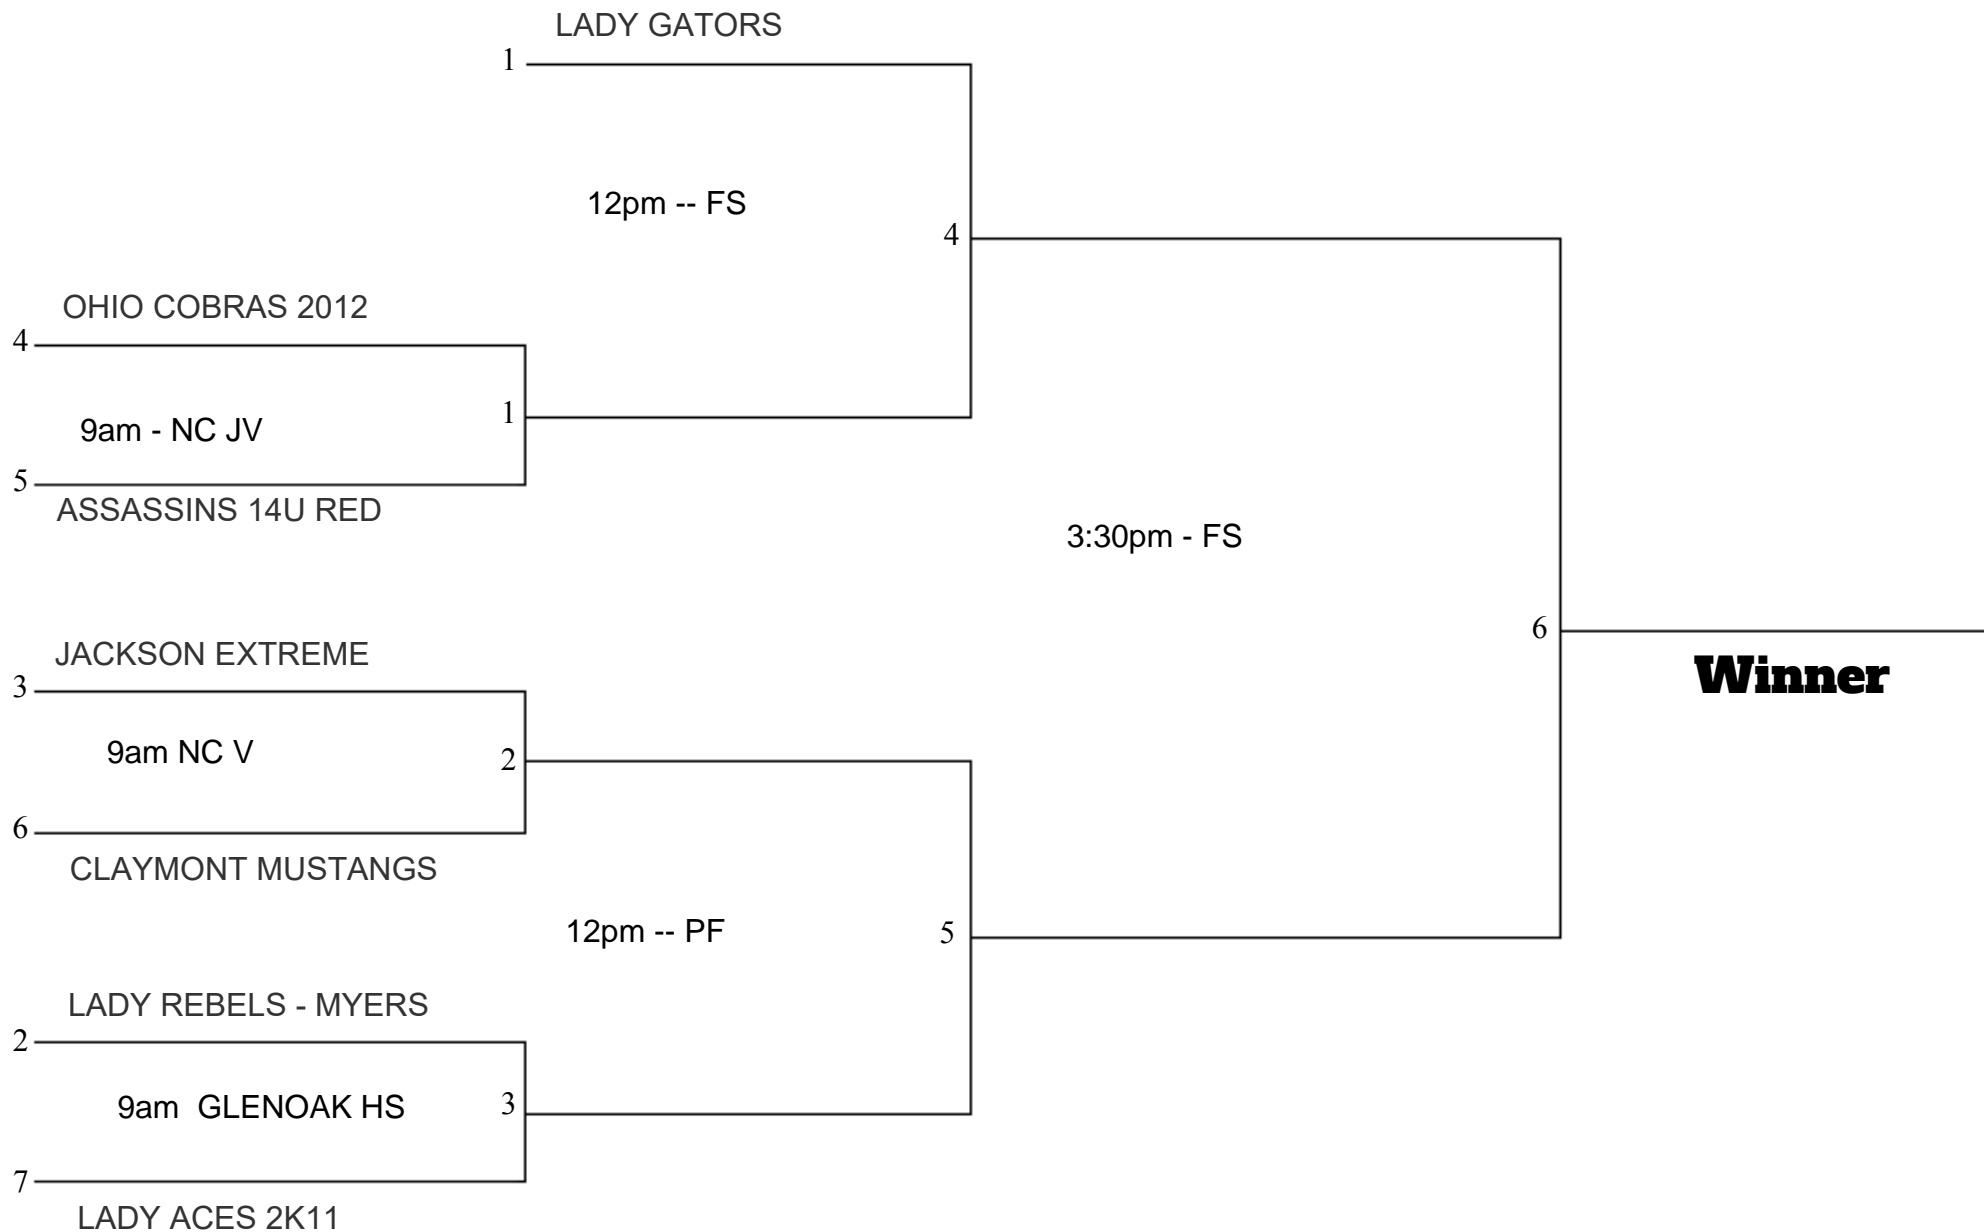 LADY GATORS
1
12pm -- FS
4
OHIO COBRAS 2012
4
9am - NC JV
1
5
ASSASSINS 14U RED
3:30pm - FS
6
Winner
JACKSON EXTREME
3
9am NC V
2
6
CLAYMONT MUSTANGS
12pm -- PF
5
LADY REBELS - MYERS
2
9am GLENOAK HS
3
7
LADY ACES 2K11